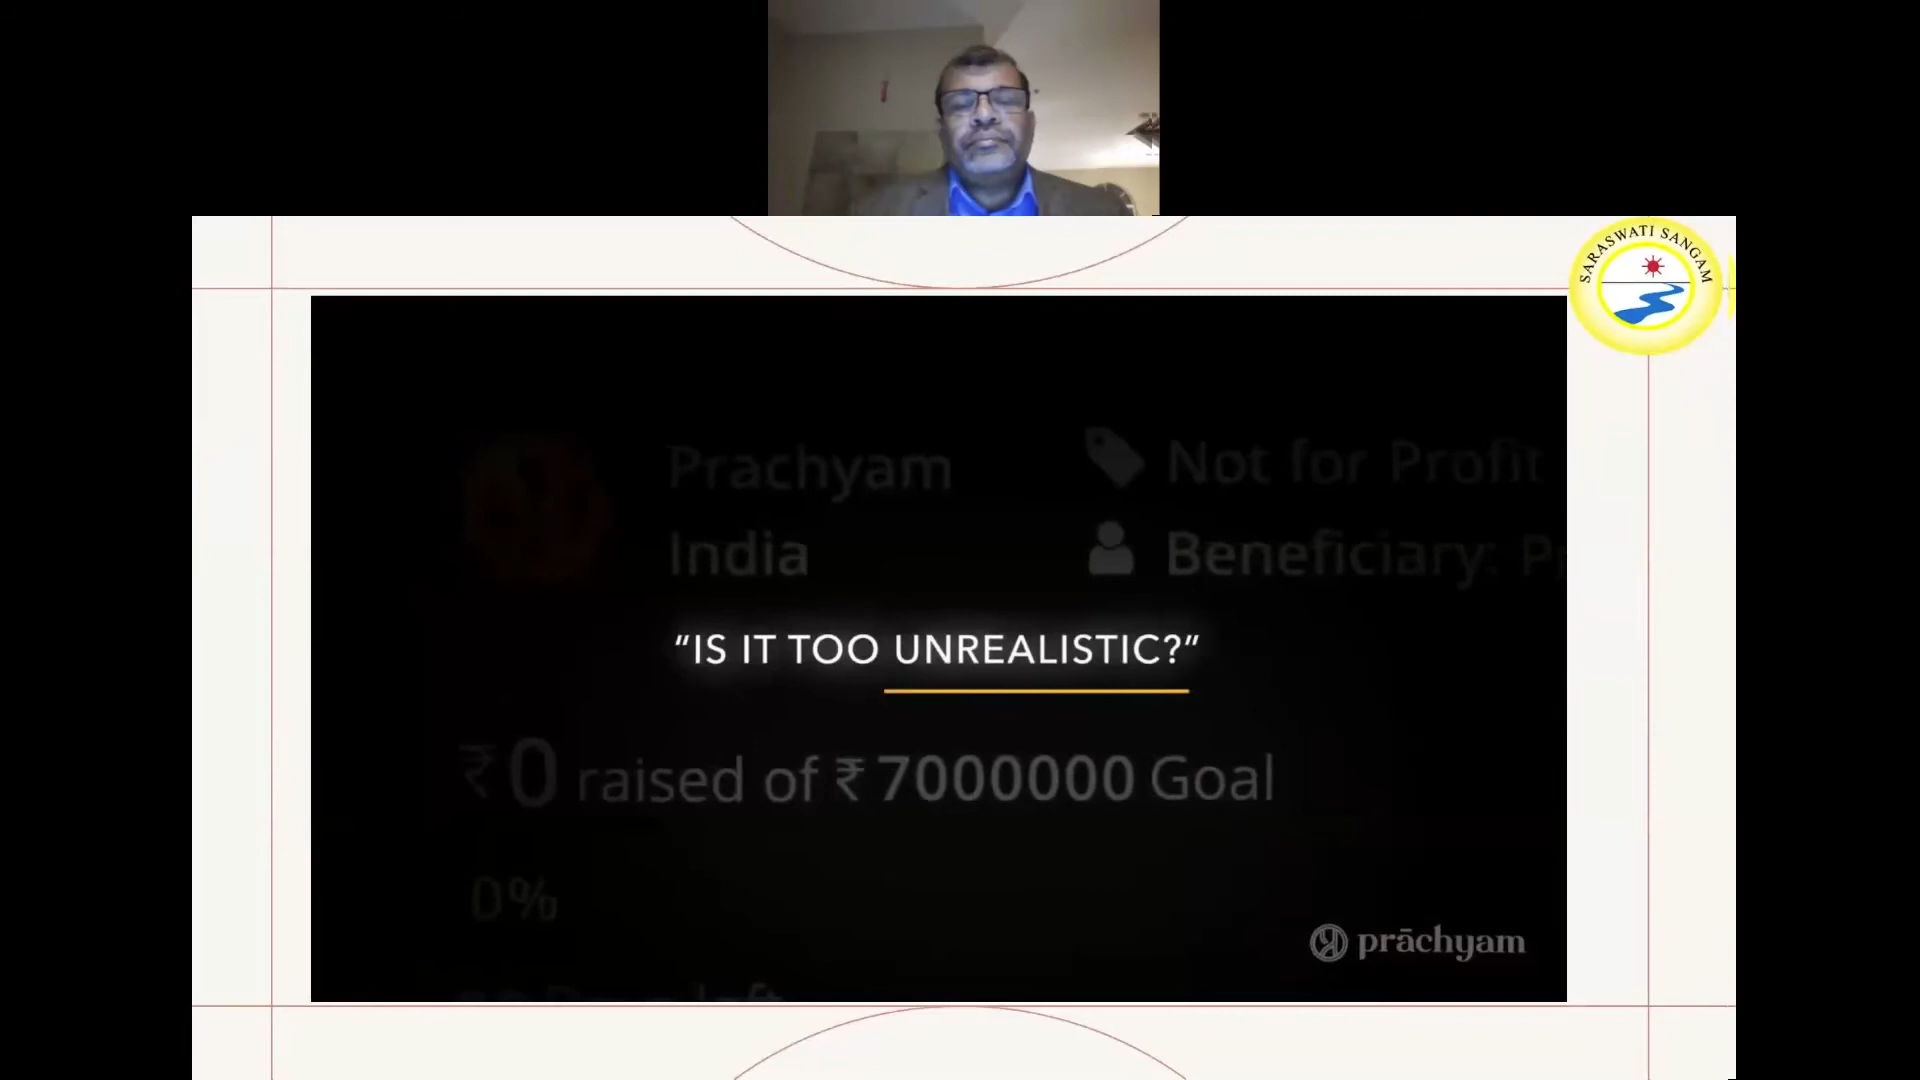 SARASWATI SANGAM
Prachyam
Not for Profit
India
Beneficiary:
“IS IT TOO UNREALISTIC?”
₹0 raised of ₹7000000 Goal
0%
prāchyam